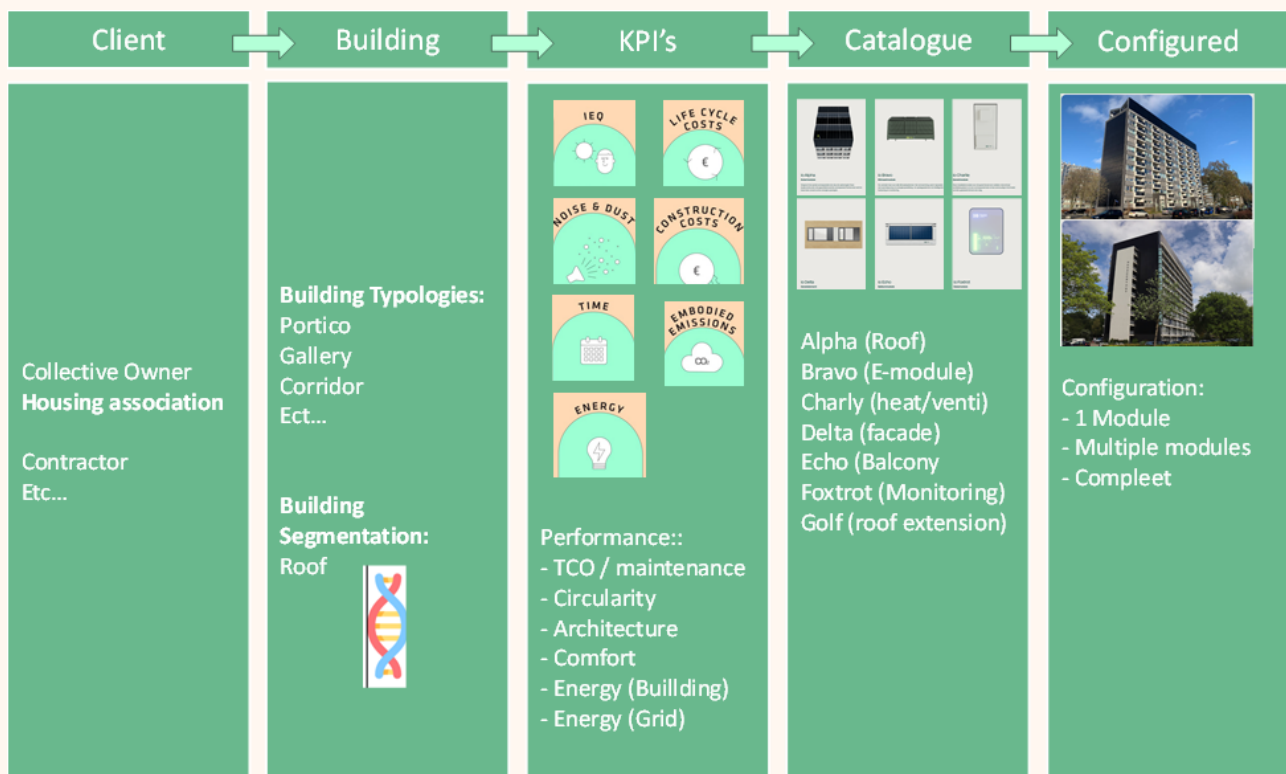 Client
Building
KPI's
Catalogue
Configured
Collective Owner
Housing association
Contractor
Etc...
Building Typologies:
Portico
Gallery
Corridor
Ect...
Building
Segmentation:
Roof
IEQ
LIFE CYCLE
COSTS
€
NOISE & DUST
CONSTRUCTION
COSTS
€
TIME
EMBODIED
EMISSIONS
CO₂
ENERGY
Performance::
- TCO / maintenance
- Circularity
- Architecture
- Comfort
- Energy (Buillding)
- Energy (Grid)
Alpha (Roof)
Bravo (E-module)
Charly (heat/venti)
Delta (facade)
Echo (Balcony
Foxtrot (Monitoring)
Golf (roof extension)
Configuration:
- 1 Module
- Multiple modules
- Compleet